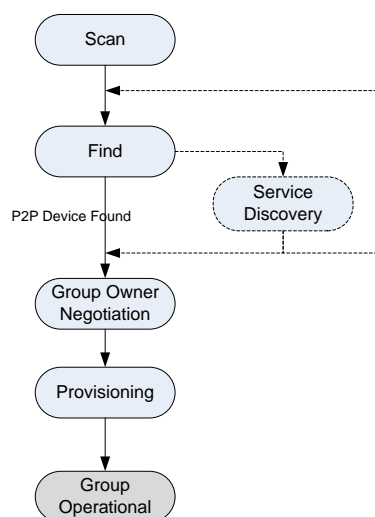 Scan
Find
P2P Device Found
Service
Discovery
Group Owner
Negotiation
Provisioning
Group
Operational